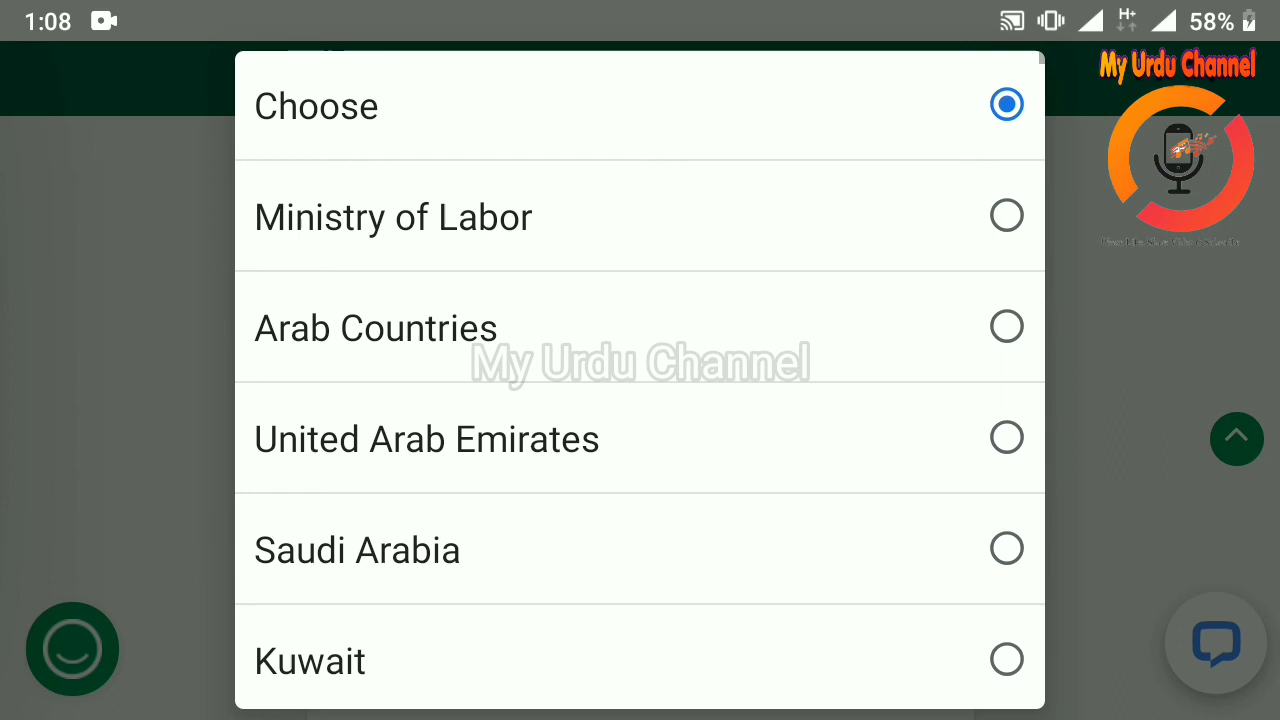 1:08
H+
58%
My Urdu Channel
Choose
Ministry of Labor
Arab Countries
My Urdu Channel
United Arab Emirates
Saudi Arabia
Kuwait